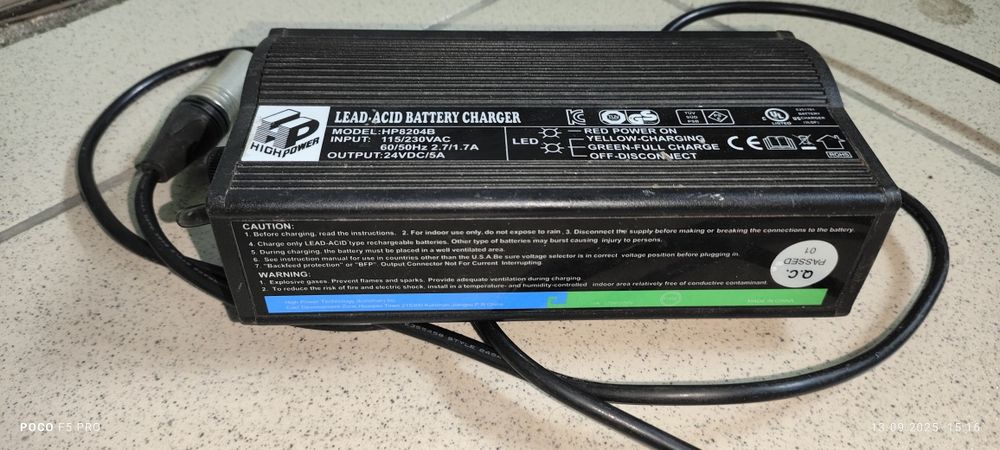 HP
HIGH POWER
LEAD-ACID BATTERY CHARGER
MODEL:HP8204B
INPUT: 115/230VAC
60/50Hz 2.7/1.7A
OUTPUT:24VDC/5A
LED
RED POWER ON
YELLOW-CHARGING
GREEN-FULL CHARGE
OFF-DISCONNECT
GS
UL
LISTED
BATTERY
CE
ROHS
CAUTION:
1. Before charging, read the instructions. 2. For indoor use only, do not expose to rain , 3. Disconnect the supply before making or breaking the connections to the battery.
4. Charge only LEAD-ACID type rechargeable batteries. Other type of batteries may burst causing injury to persons.
5. During charging, the battery must be placed in a well ventilated area.
6. See instruction manual for use in countries other than the U.S.A.Be sure voltage selector is in correct voltage position before plugging in.
7. "Backfeed protection" or "BFP". Output Connector Not For Current Interrupting
WARNING:
1. Explosive gases. Prevent flames and sparks. Provide adequate ventilation during charging
2. To reduce the risk of fire and electric shock, install in a temperature- and humidity-controlled indoor area relatively free of conductive contaminant.
Q.C.
PASSED
01
High Power Technology
MADE IN CHINA
POCO F5 PRO
13.09.2025 15:16